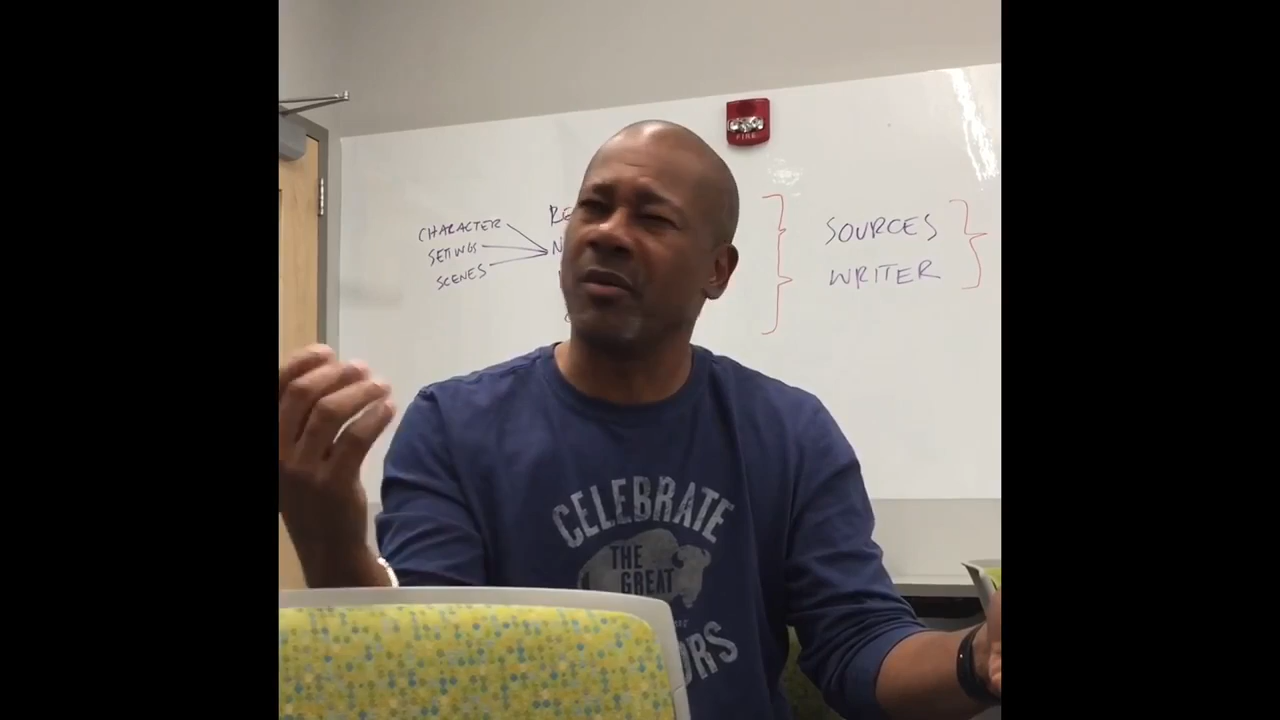 FIRE
CHARACTER
SETTINGS
SCENES
SOURCES
WRITER
CELEBRATE
THE
GREAT